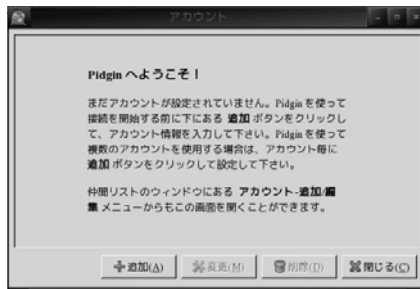 アカウント
Pidgin へようこそ！
まだアカウントが設定されていません。Pidgin を使って
接続を開始する前に下にある 追加 ボタンをクリックし
て、アカウント情報を入力して下さい。Pidgin を使って
複数のアカウントを使用する場合は、アカウント毎に
追加 ボタンをクリックして設定して下さい。
仲間リストのウィンドウにある アカウント-追加/編
集 メニューからもこの画面を開くことができます。
追加(A) 変更(M) 削除(D) 閉じる(C)